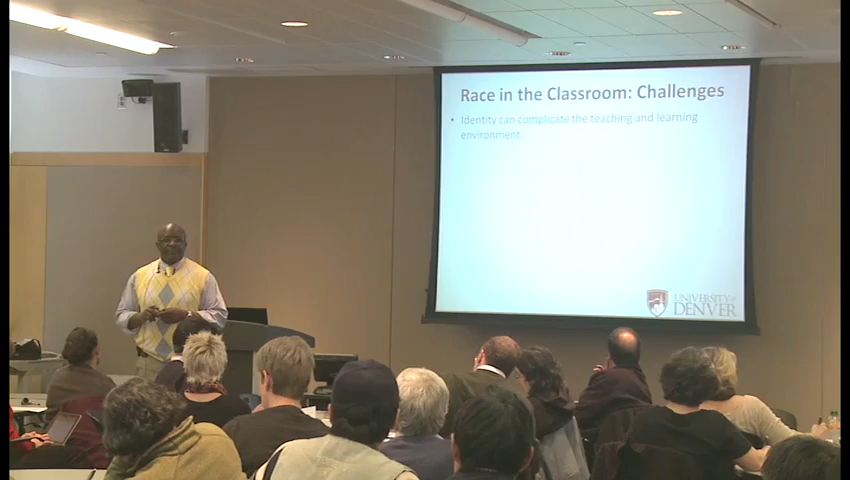 Race in the Classroom: Challenges
• Identity can complicate the teaching and learning
environment.
UNIVERSITY of
DENVER